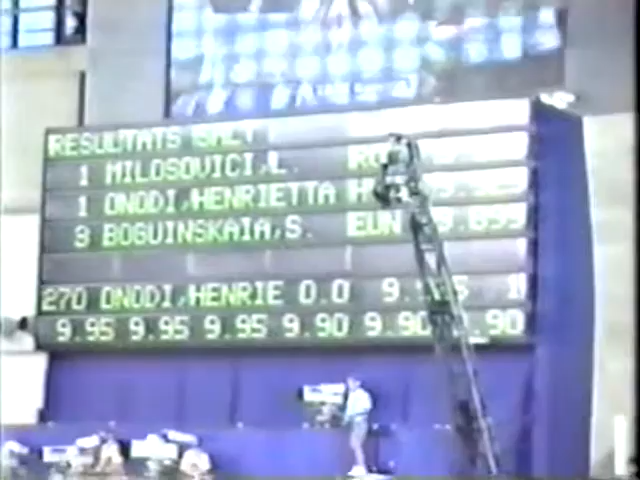 RESULTATS SALT
1 MILOSOVICI,L.
1 ONODI,HENRIETTA
3 BOGUINSKAIA,S. EUN
270 ONODI,HENRIE 0.0
9.95 9.95 9.95 9.90 9.90 .90